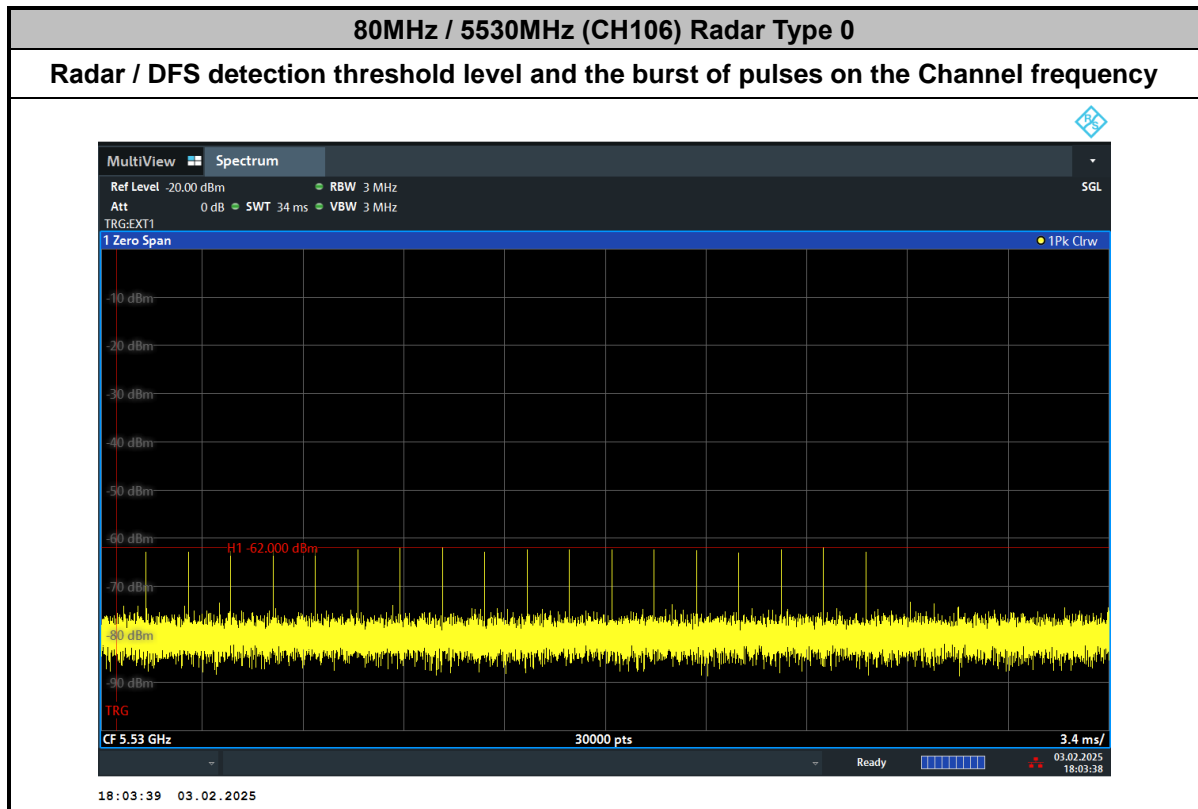 80MHz / 5530MHz (CH106) Radar Type 0
Radar / DFS detection threshold level and the burst of pulses on the Channel frequency
R&S
MultiView Spectrum
Ref Level -20.00 dBm RBW 3 MHz SGL
Att 0 dB SWT 34 ms VBW 3 MHz
TRG:EXT1
1 Zero Span 1Pk Clrw
-10 dBm
-20 dBm
-30 dBm
-40 dBm
-50 dBm
-60 dBm
H1 -62.000 dBm
-70 dBm
-80 dBm
-90 dBm
TRG
CF 5.53 GHz 30000 pts 3.4 ms/
Ready 03.02.2025
18:03:38
18:03:39 03.02.2025